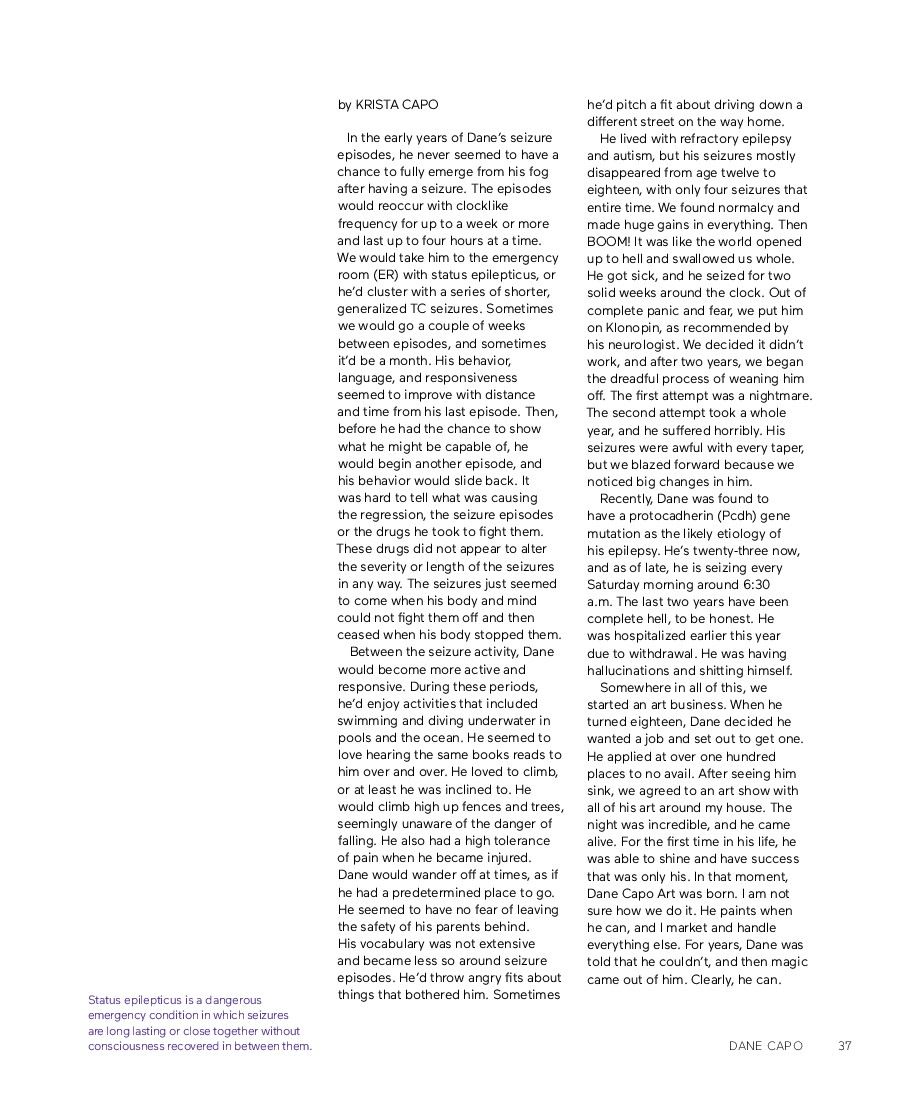 by KRISTA CAPO
In the early years of Dane’s seizure
episodes, he never seemed to have a
chance to fully emerge from his fog
after having a seizure. The episodes
would reoccur with clocklike
frequency for up to a week or more
and last up to four hours at a time.
We would take him to the emergency
room (ER) with status epilepticus, or
he’d cluster with a series of shorter,
generalized TC seizures. Sometimes
we would go a couple of weeks
between episodes, and sometimes
it’d be a month. His behavior,
language, and responsiveness
seemed to improve with distance
and time from his last episode. Then,
before he had the chance to show
what he might be capable of, he
would begin another episode, and
his behavior would slide back. It
was hard to tell what was causing
the regression, the seizure episodes
or the drugs he took to fight them.
These drugs did not appear to alter
the severity or length of the seizures
in any way. The seizures just seemed
to come when his body and mind
could not fight them off and then
ceased when his body stopped them.
Between the seizure activity, Dane
would become more active and
responsive. During these periods,
he’d enjoy activities that included
swimming and diving underwater in
pools and the ocean. He seemed to
love hearing the same books reads to
him over and over. He loved to climb,
or at least he was inclined to. He
would climb high up fences and trees,
seemingly unaware of the danger of
falling. He also had a high tolerance
of pain when he became injured.
Dane would wander off at times, as if
he had a predetermined place to go.
He seemed to have no fear of leaving
the safety of his parents behind.
His vocabulary was not extensive
and became less so around seizure
episodes. He’d throw angry fits about
things that bothered him. Sometimes
he’d pitch a fit about driving down a
different street on the way home.
He lived with refractory epilepsy
and autism, but his seizures mostly
disappeared from age twelve to
eighteen, with only four seizures that
entire time. We found normalcy and
made huge gains in everything. Then
BOOM! It was like the world opened
up to hell and swallowed us whole.
He got sick, and he seized for two
solid weeks around the clock. Out of
complete panic and fear, we put him
on Klonopin, as recommended by
his neurologist. We decided it didn’t
work, and after two years, we began
the dreadful process of weaning him
off. The first attempt was a nightmare.
The second attempt took a whole
year, and he suffered horribly. His
seizures were awful with every taper,
but we blazed forward because we
noticed big changes in him.
Recently, Dane was found to
have a protocadherin (Pcdh) gene
mutation as the likely etiology of
his epilepsy. He’s twenty-three now,
and as of late, he is seizing every
Saturday morning around 6:30
a.m. The last two years have been
complete hell, to be honest. He
was hospitalized earlier this year
due to withdrawal. He was having
hallucinations and shitting himself.
Somewhere in all of this, we
started an art business. When he
turned eighteen, Dane decided he
wanted a job and set out to get one.
He applied at over one hundred
places to no avail. After seeing him
sink, we agreed to an art show with
all of his art around my house. The
night was incredible, and he came
alive. For the first time in his life, he
was able to shine and have success
that was only his. In that moment,
Dane Capo Art was born. I am not
sure how we do it. He paints when
he can, and I market and handle
everything else. For years, Dane was
told that he couldn’t, and then magic
came out of him. Clearly, he can.
Status epilepticus is a dangerous
emergency condition in which seizures
are long lasting or close together without
consciousness recovered in between them.
DANE CAPO 37